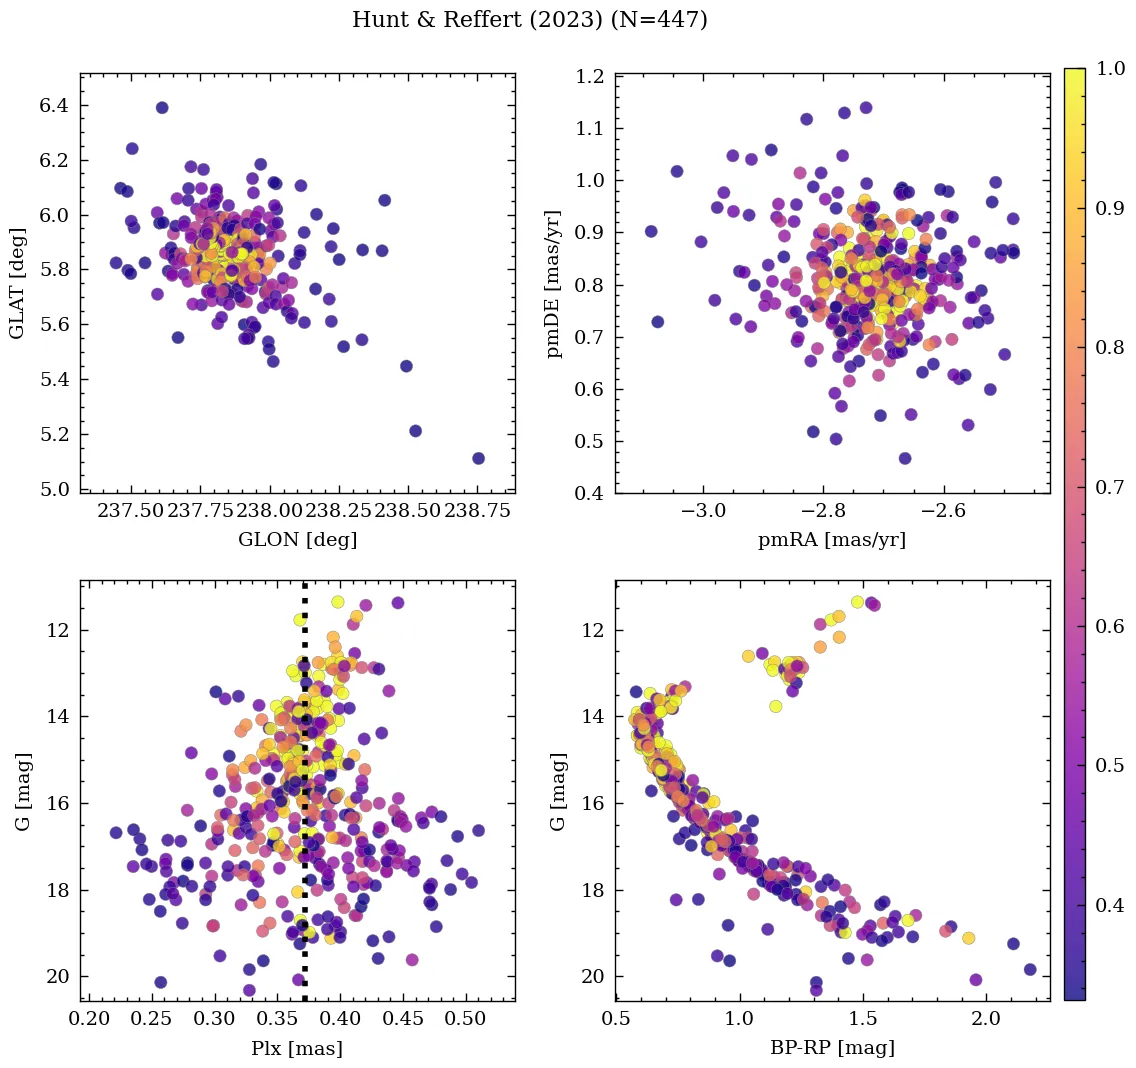 Hunt & Reffert (2023) (N=447)
6.4
6.2
6.0
5.8
5.6
5.4
5.2
5.0
GLAT [deg]
237.50 237.75 238.00 238.25 238.50 238.75
GLON [deg]
1.2
1.1
1.0
0.9
0.8
0.7
0.6
0.5
0.4
pmDE [mas/yr]
−3.0 −2.8 −2.6
pmRA [mas/yr]
12
14
16
18
20
G [mag]
0.20 0.25 0.30 0.35 0.40 0.45 0.50
Plx [mas]
12
14
16
18
20
G [mag]
0.5 1.0 1.5 2.0
BP-RP [mag]
1.0
0.9
0.8
0.7
0.6
0.5
0.4